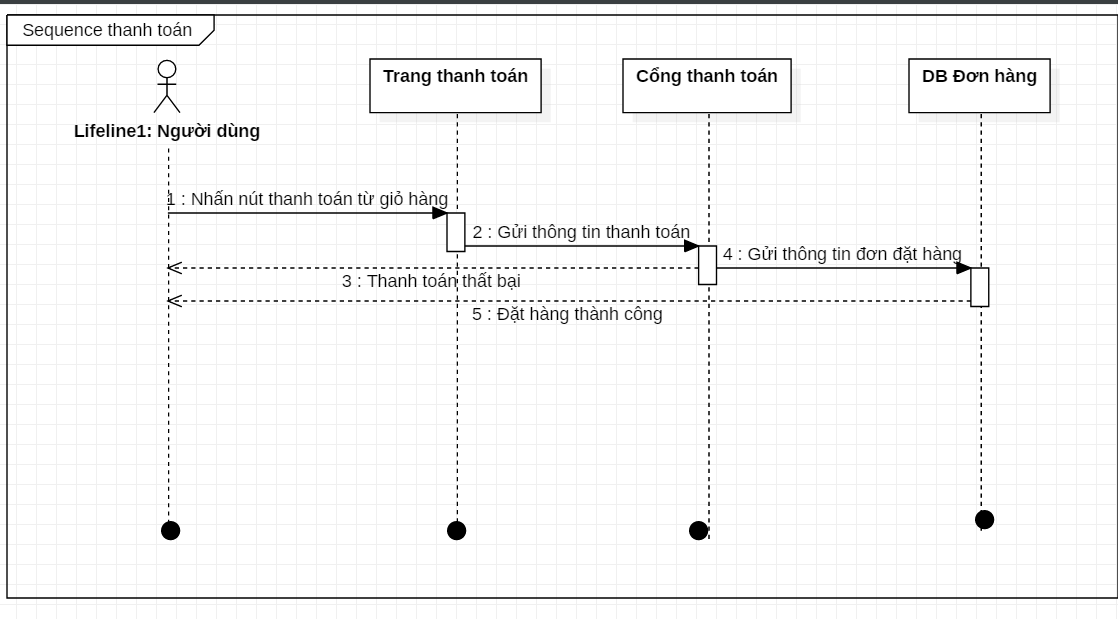 Sequence thanh toán
Trang thanh toán
Cổng thanh toán
DB Đơn hàng
Lifeline1: Người dùng
1 : Nhấn nút thanh toán từ giỏ hàng
2 : Gửi thông tin thanh toán
4 : Gửi thông tin đơn đặt hàng
3 : Thanh toán thất bại
5 : Đặt hàng thành công